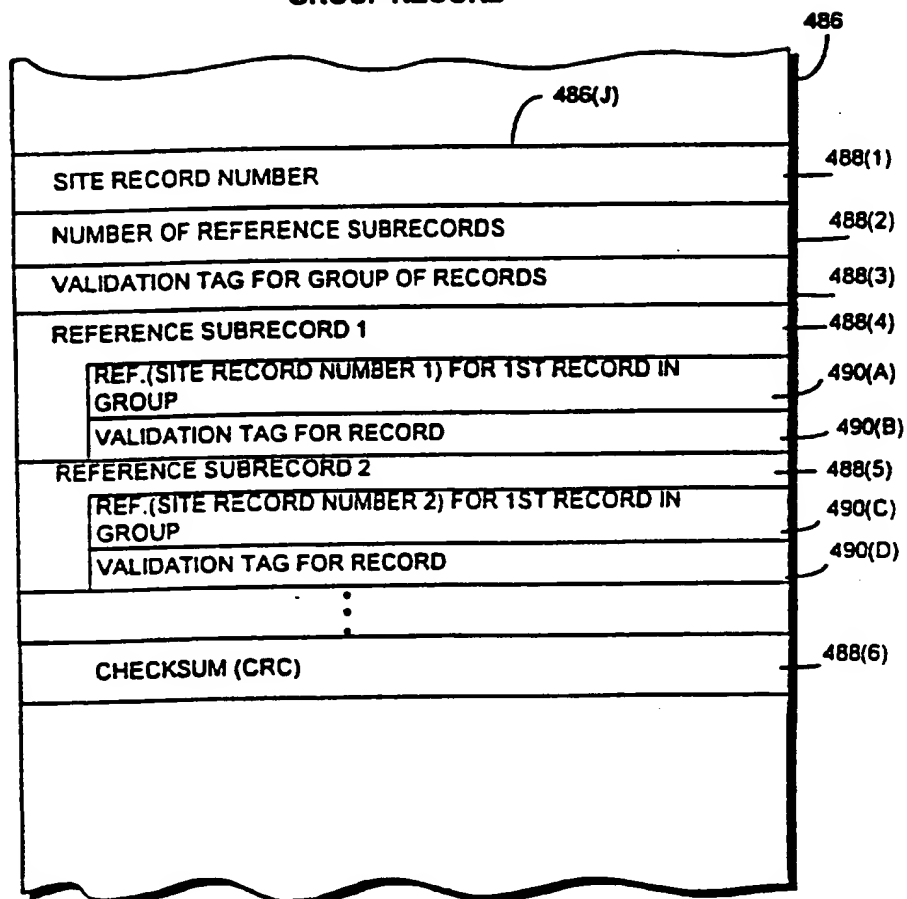 GROUP RECORD
486
486(J)
SITE RECORD NUMBER
488(1)
NUMBER OF REFERENCE SUBRECORDS
488(2)
VALIDATION TAG FOR GROUP OF RECORDS
488(3)
REFERENCE SUBRECORD 1
488(4)
REF.(SITE RECORD NUMBER 1) FOR 1ST RECORD IN
GROUP
490(A)
VALIDATION TAG FOR RECORD
490(B)
REFERENCE SUBRECORD 2
488(5)
REF.(SITE RECORD NUMBER 2) FOR 1ST RECORD IN
GROUP
490(C)
VALIDATION TAG FOR RECORD
490(D)
CHECKSUM (CRC)
488(6)